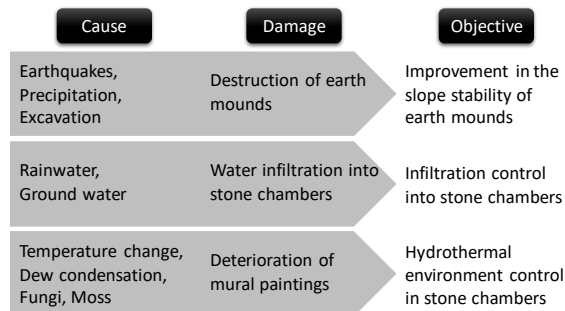 Cause
Damage
Objective
Earthquakes,
Precipitation,
Excavation
Destruction of earth
mounds
Improvement in the
slope stability of
earth mounds
Rainwater,
Ground water
Water infiltration into
stone chambers
Infiltration control
into stone chambers
Temperature change,
Dew condensation,
Fungi, Moss
Deterioration of
mural paintings
Hydrothermal
environment control
in stone chambers